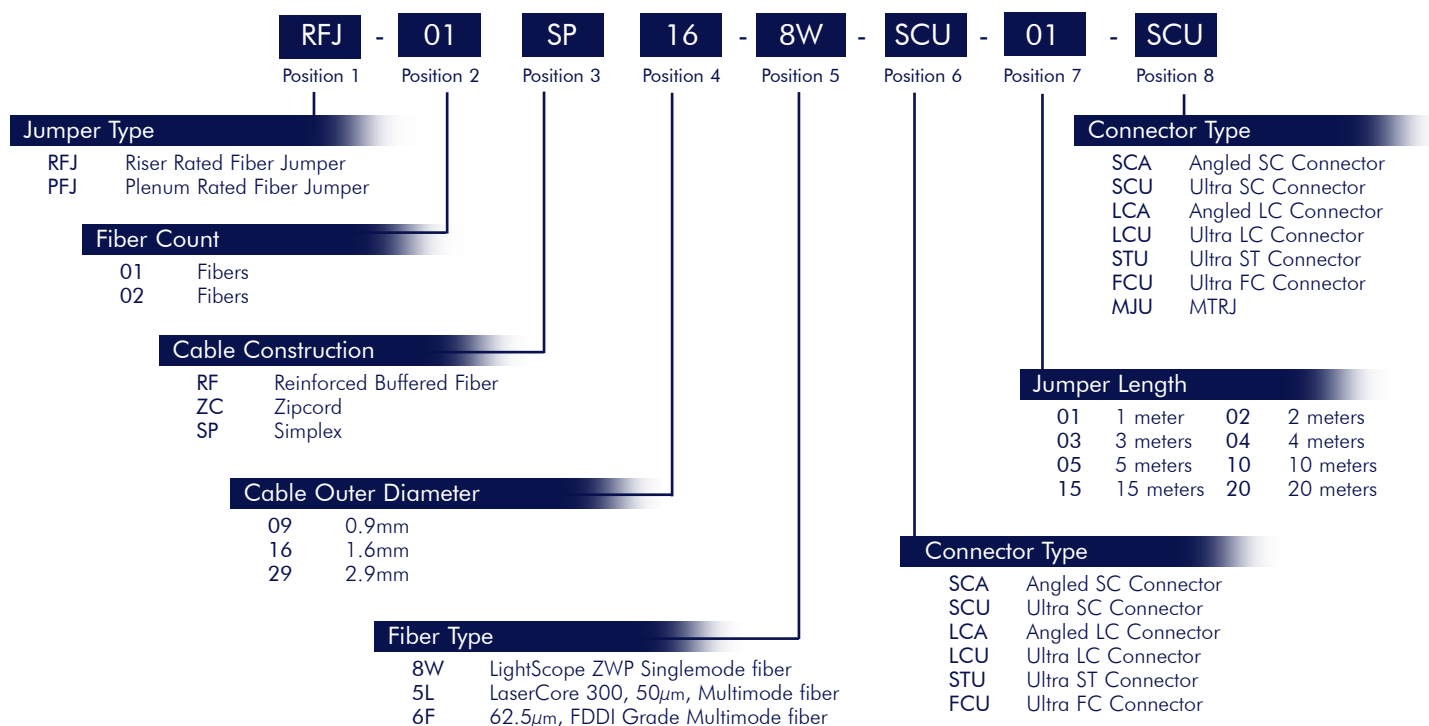 RFJ - 01 SP 16 - 8W - SCU - 01 - SCU
Position 1 Position 2 Position 3 Position 4 Position 5 Position 6 Position 7 Position 8
Jumper Type
RFJ Riser Rated Fiber Jumper
PFJ Plenum Rated Fiber Jumper
Fiber Count
01 Fibers
02 Fibers
Cable Construction
RF Reinforced Buffered Fiber
ZC Zipcord
SP Simplex
Cable Outer Diameter
09 0.9mm
16 1.6mm
29 2.9mm
Fiber Type
8W LightScope ZWP Singlemode fiber
5L LaserCore 300, 50µm, Multimode fiber
6F 62.5µm, FDDI Grade Multimode fiber
Connector Type
SCA Angled SC Connector
SCU Ultra SC Connector
LCA Angled LC Connector
LCU Ultra LC Connector
STU Ultra ST Connector
FCU Ultra FC Connector
MJU MTRJ
Jumper Length
01 1 meter 02 2 meters
03 3 meters 04 4 meters
05 5 meters 10 10 meters
15 15 meters 20 20 meters
Connector Type
SCA Angled SC Connector
SCU Ultra SC Connector
LCA Angled LC Connector
LCU Ultra LC Connector
STU Ultra ST Connector
FCU Ultra FC Connector